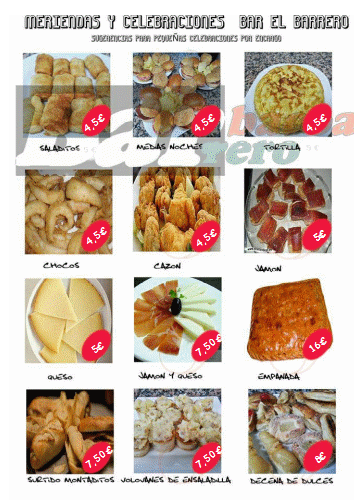 MERIENDAS Y CELEBRACIONES BAR EL BARRERO
SUGERENCIAS PARA PEQUEÑAS CELEBRACIONES POR ENCARGO
4,5€ 4,5€ 4,5€
SALADITOS MEDIAS NOCHES TORTILLA
4,5€ 4,5€ 5€
CHOCOS CAZON JAMON
5€ 7,50€ 16€
QUESO JAMON Y QUESO EMPANADA
7,50€ 7,50€ 8€
SURTIDO MONTADITOS VOLOVANES DE ENSALADILLA DECENA DE DULCES